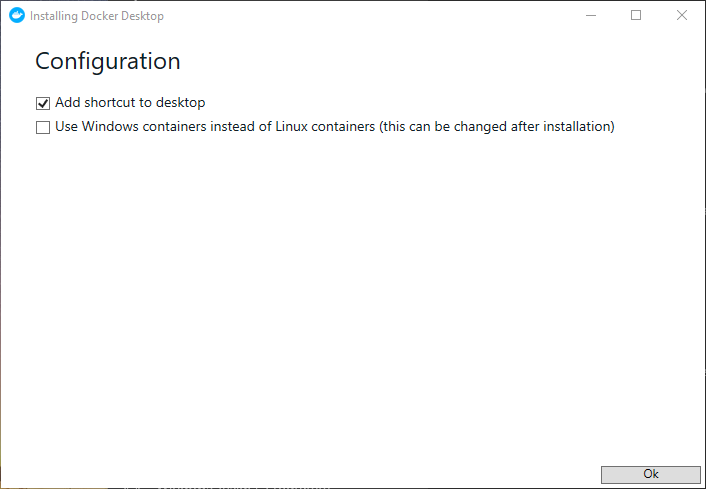 Installing Docker Desktop
Configuration
Add shortcut to desktop
Use Windows containers instead of Linux containers (this can be changed after installation)
Ok